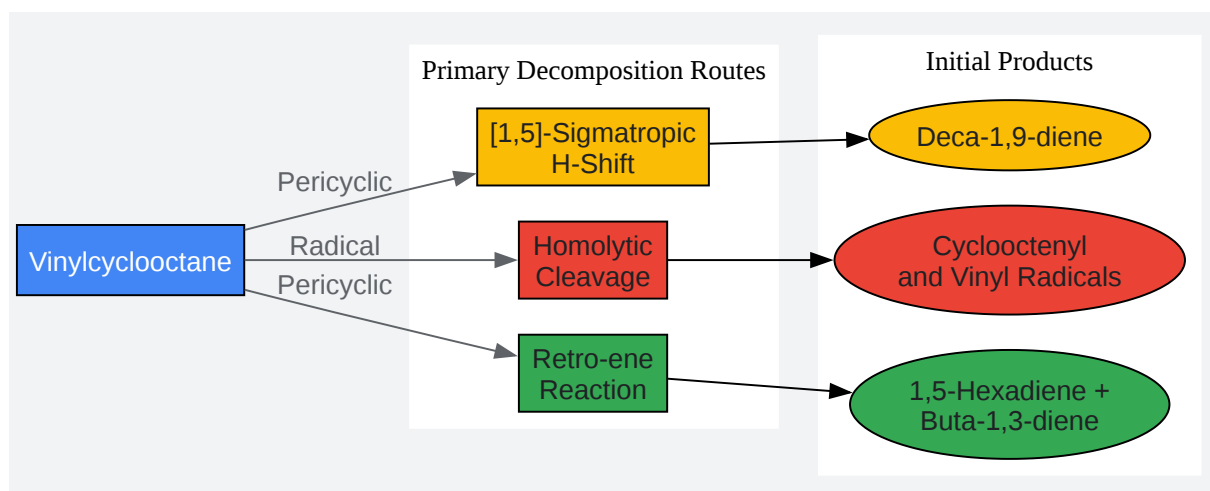 Primary Decomposition Routes
Initial Products
Vinylcyclooctane
Pericyclic
Radical
Pericyclic
[1,5]-Sigmatropic
H-Shift
Deca-1,9-diene
Homolytic
Cleavage
Cyclooctenyl
and Vinyl Radicals
Retro-ene
Reaction
1,5-Hexadiene +
Buta-1,3-diene